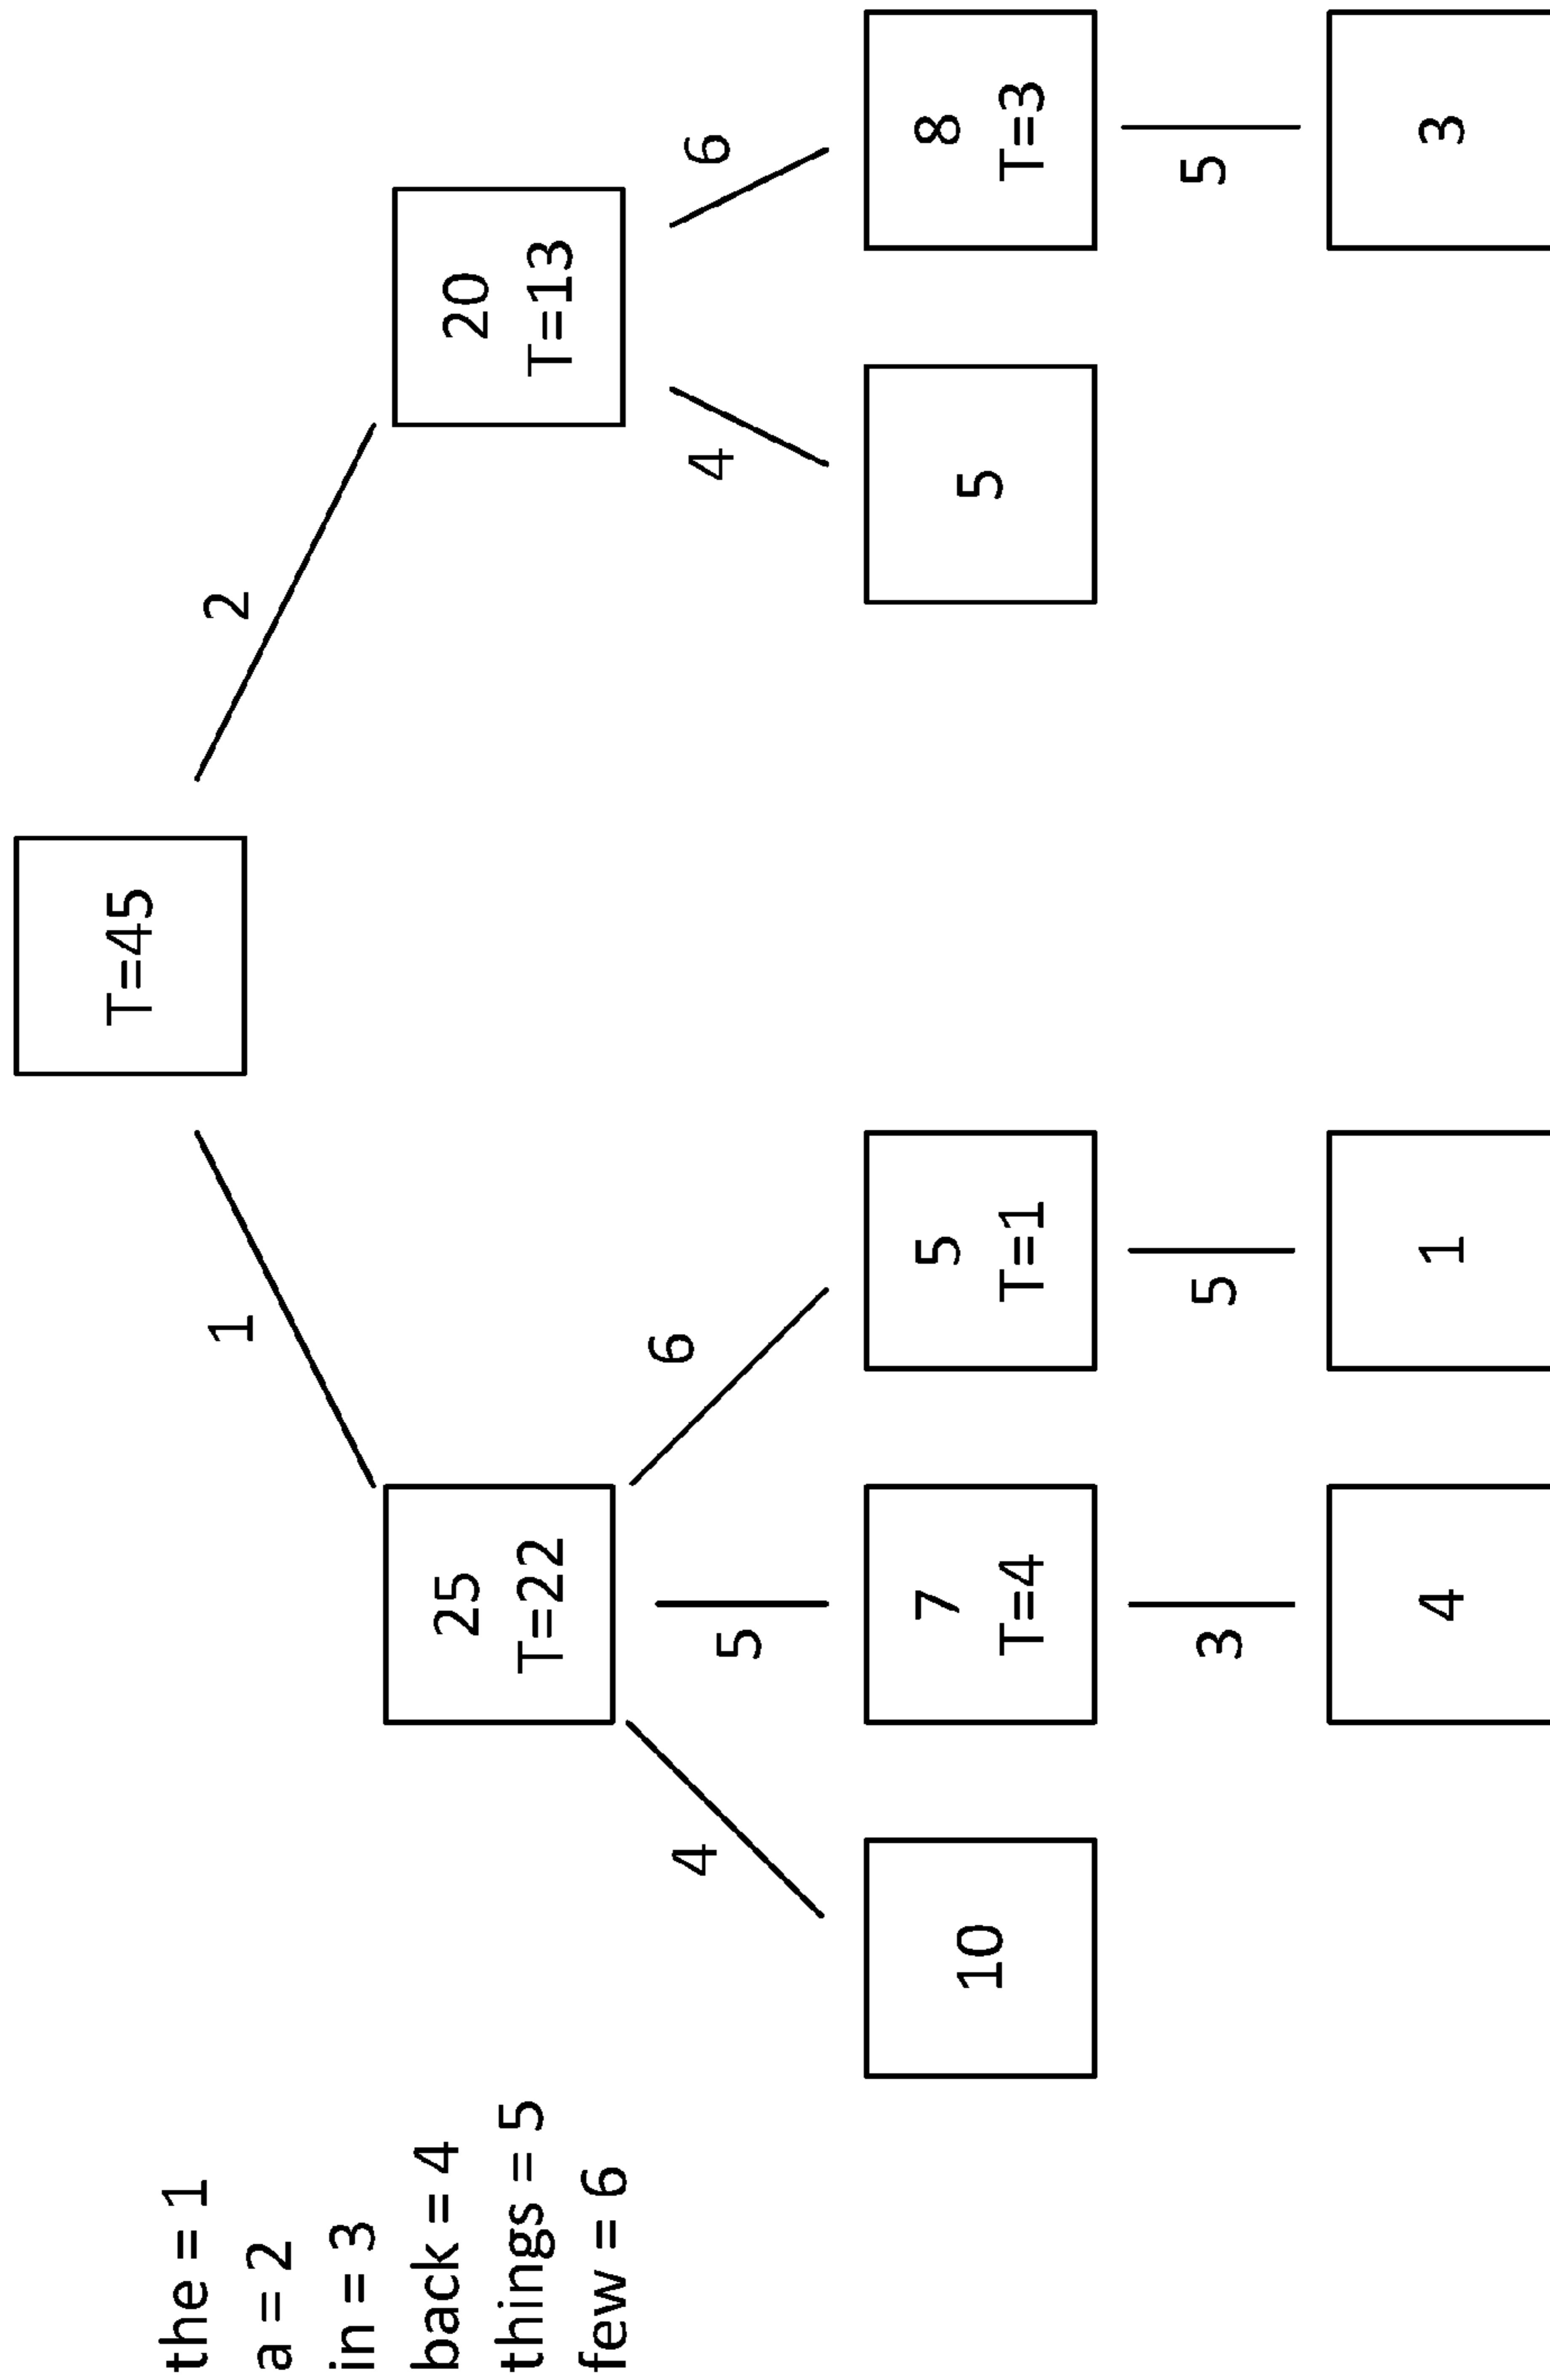 the = 1
a = 2
in = 3
back = 4
things = 5
few = 6
T=45
1
2
25
T=22
20
T=13
4
5
6
4
6
10
7
T=4
5
T=1
5
8
T=3
3
5
5
4
1
3